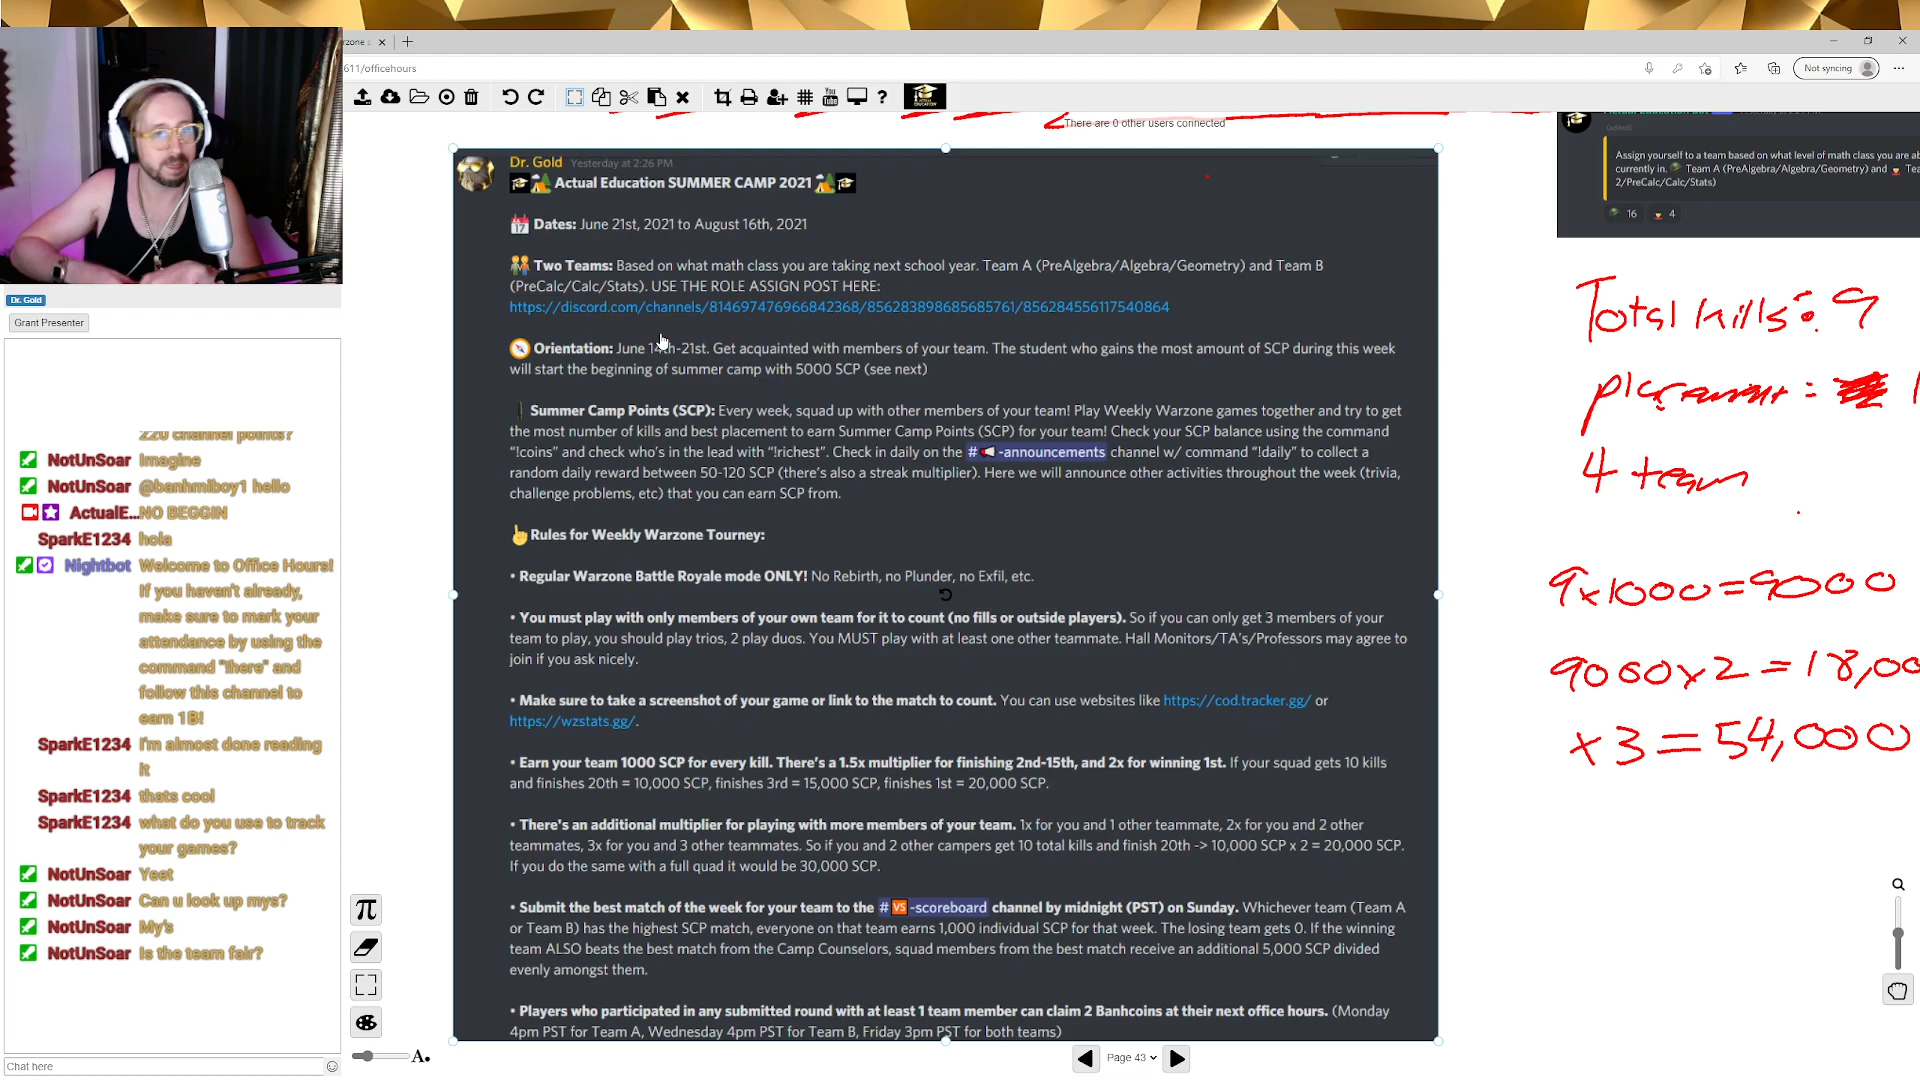 rzone s
611/officehours
Not syncing
There are 0 other users connected
Dr. Gold
Grant Presenter
220 channel points?
NotUnSoar Imagine
NotUnSoar @banhmiboy1 hello
ActualE... NO BEGGIN
SparkE1234 hola
Nightbot Welcome to Office Hours!
If you haven't already,
make sure to mark your
attendance by using the
command "!here" and
follow this channel to
earn 1B!
SparkE1234 I'm almost done reading
it
SparkE1234 thats cool
SparkE1234 what do you use to track
your games?
NotUnSoar Yeet
NotUnSoar Can u look up mys?
NotUnSoar My's
NotUnSoar Is the team fair?
Chat here
Dr. Gold Yesterday at 2:26 PM
Actual Education SUMMER CAMP 2021
Dates: June 21st, 2021 to August 16th, 2021
Two Teams: Based on what math class you are taking next school year. Team A (PreAlgebra/Algebra/Geometry) and Team B
(PreCalc/Calc/Stats). USE THE ROLE ASSIGN POST HERE:
https://discord.com/channels/814697476966842368/856283898685685761/856284556117540864
Orientation: June 14th-21st. Get acquainted with members of your team. The student who gains the most amount of SCP during this week
will start the beginning of summer camp with 5000 SCP (see next)
Summer Camp Points (SCP): Every week, squad up with other members of your team! Play Weekly Warzone games together and try to get
the most number of kills and best placement to earn Summer Camp Points (SCP) for your team! Check your SCP balance using the command
"!coins" and check who's in the lead with "!richest". Check in daily on the #-announcements channel w/ command "!daily" to collect a
random daily reward between 50-120 SCP (there's also a streak multiplier). Here we will announce other activities throughout the week (trivia,
challenge problems, etc) that you can earn SCP from.
Rules for Weekly Warzone Tourney:
• Regular Warzone Battle Royale mode ONLY! No Rebirth, no Plunder, no Exfil, etc.
• You must play with only members of your own team for it to count (no fills or outside players). So if you can only get 3 members of your
team to play, you should play trios, 2 play duos. You MUST play with at least one other teammate. Hall Monitors/TA's/Professors may agree to
join if you ask nicely.
• Make sure to take a screenshot of your game or link to the match to count. You can use websites like https://cod.tracker.gg/ or
https://wzstats.gg/.
• Earn your team 1000 SCP for every kill. There's a 1.5x multiplier for finishing 2nd-15th, and 2x for winning 1st. If your squad gets 10 kills
and finishes 20th = 10,000 SCP, finishes 3rd = 15,000 SCP, finishes 1st = 20,000 SCP.
• There's an additional multiplier for playing with more members of your team. 1x for you and 1 other teammate, 2x for you and 2 other
teammates, 3x for you and 3 other teammates. So if you and 2 other campers get 10 total kills and finish 20th -> 10,000 SCP x 2 = 20,000 SCP.
If you do the same with a full quad it would be 30,000 SCP.
• Submit the best match of the week for your team to the #VS-scoreboard channel by midnight (PST) on Sunday. Whichever team (Team A
or Team B) has the highest SCP match, everyone on that team earns 1,000 individual SCP for that week. The losing team gets 0. If the winning
team ALSO beats the best match from the Camp Counselors, squad members from the best match receive an additional 5,000 SCP divided
evenly amongst them.
• Players who participated in any submitted round with at least 1 team member can claim 2 Banhcoins at their next office hours. (Monday
4pm PST for Team A, Wednesday 4pm PST for Team B, Friday 3pm PST for both teams)
Page 43
A.
Assign yourself to a team based on what level of math class you are ab
currently in. Team A (PreAlgebra/Algebra/Geometry) and Tea
2/PreCalc/Calc/Stats)
16 4
Total kills: 9
placement = 1
4 team
9x1000=9000
9000x2=18,00
x3=54,000